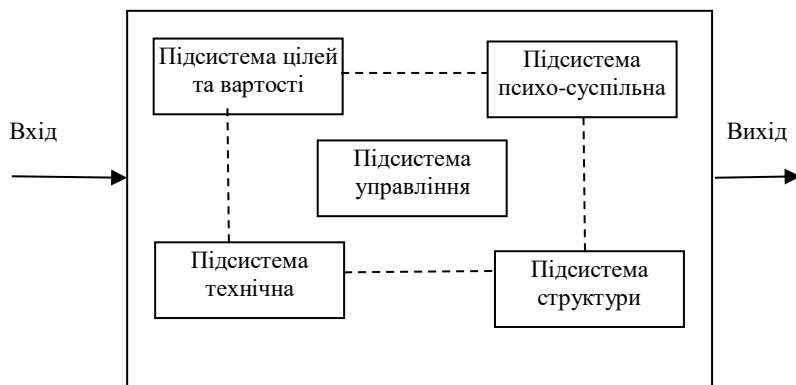 Підсистема цілей
та вартості
Підсистема
психо-суспільна
Вхід
Вихід
Підсистема
управління
Підсистема
технічна
Підсистема
структури